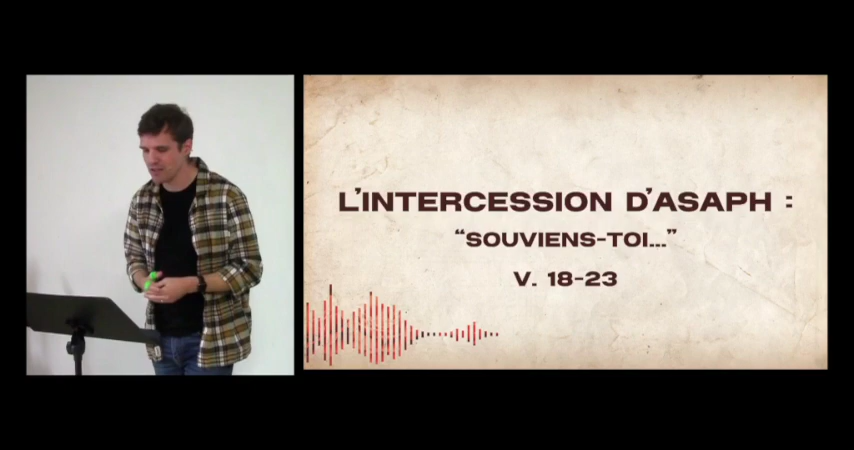 L'INTERCESSION D'ASAPH :
“SOUVIENS-TOI...”
V. 18-23